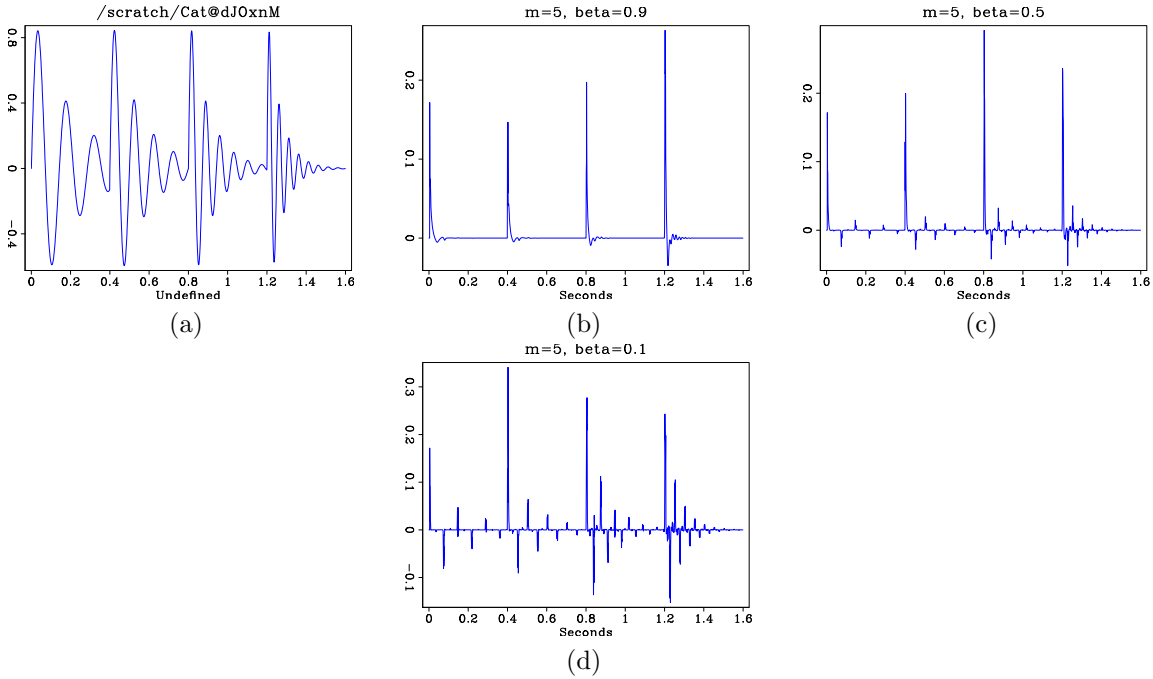 /scratch/Cat@dJOxnM
0.8
0.4
0
−0.4
0 0.2 0.4 0.6 0.8 1 1.2 1.4 1.6
Undefined
(a)
m=5, beta=0.9
0.2
0.1
0
0 0.2 0.4 0.6 0.8 1 1.2 1.4 1.6
Seconds
(b)
m=5, beta=0.5
0.2
0.1
0
0 0.2 0.4 0.6 0.8 1 1.2 1.4 1.6
Seconds
(c)
m=5, beta=0.1
0.3
0.2
0.1
0
−0.1
0 0.2 0.4 0.6 0.8 1 1.2 1.4 1.6
Seconds
(d)